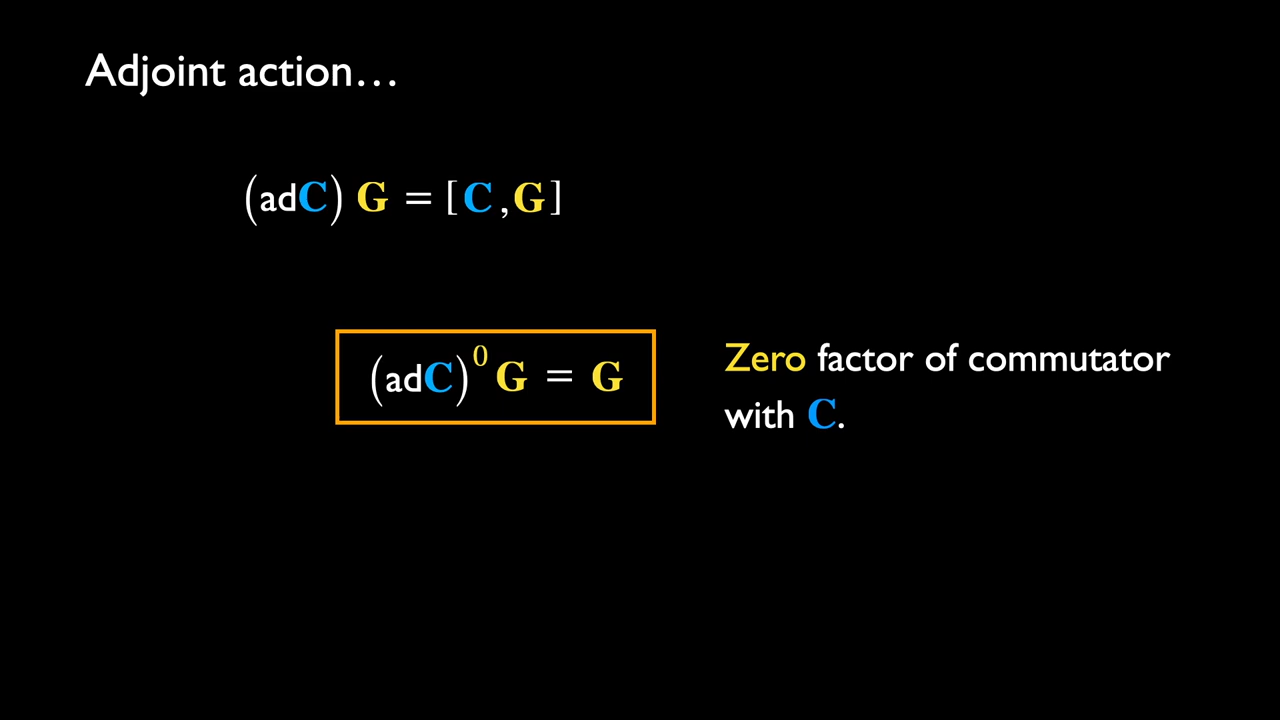 Adjoint action…
(adC) G = [C,G]
(adC)⁰ G = G
Zero factor of commutator
with C.